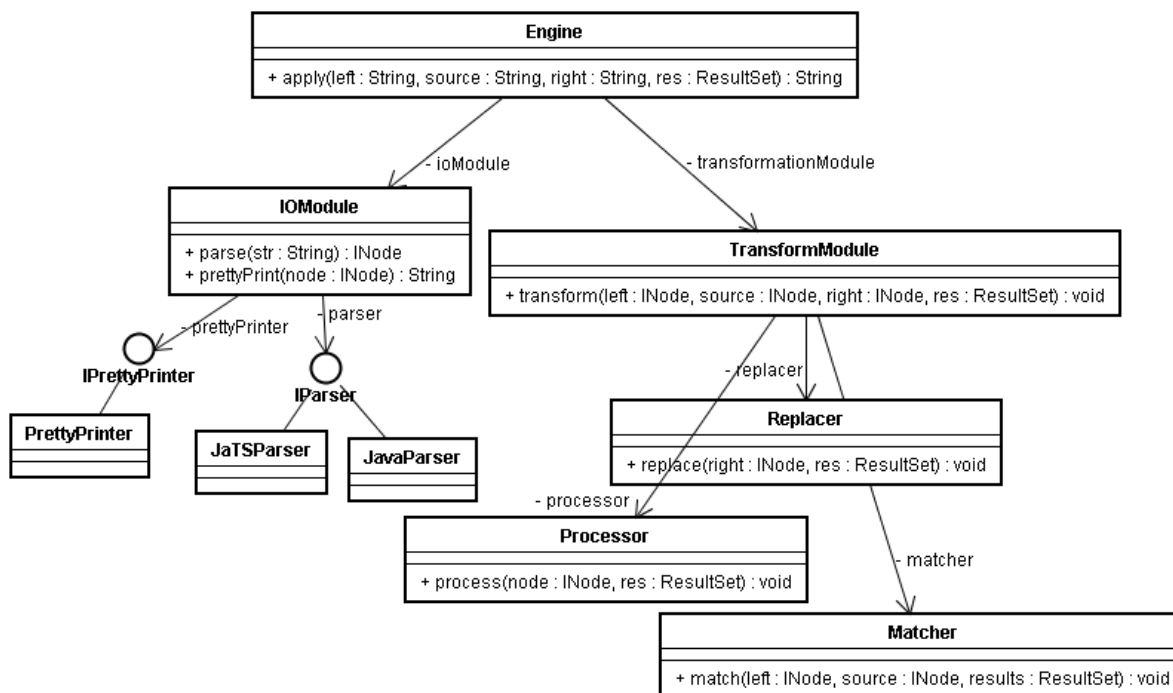 Engine
+ apply(left : String, source : String, right : String, res : ResultSet) : String
- ioModule
- transformationModule
IOModule
+ parse(str : String) : INode
+ prettyPrint(node : INode) : String
TransformModule
+ transform(left : INode, source : INode, right : INode, res : ResultSet) : void
- prettyPrinter
- parser
IPrettyPrinter
IParser
- replacer
PrettyPrinter
JaTSParser
JavaParser
Replacer
+ replace(right : INode, res : ResultSet) : void
- processor
Processor
+ process(node : INode, res : ResultSet) : void
- matcher
Matcher
+ match(left : INode, source : INode, results : ResultSet) : void